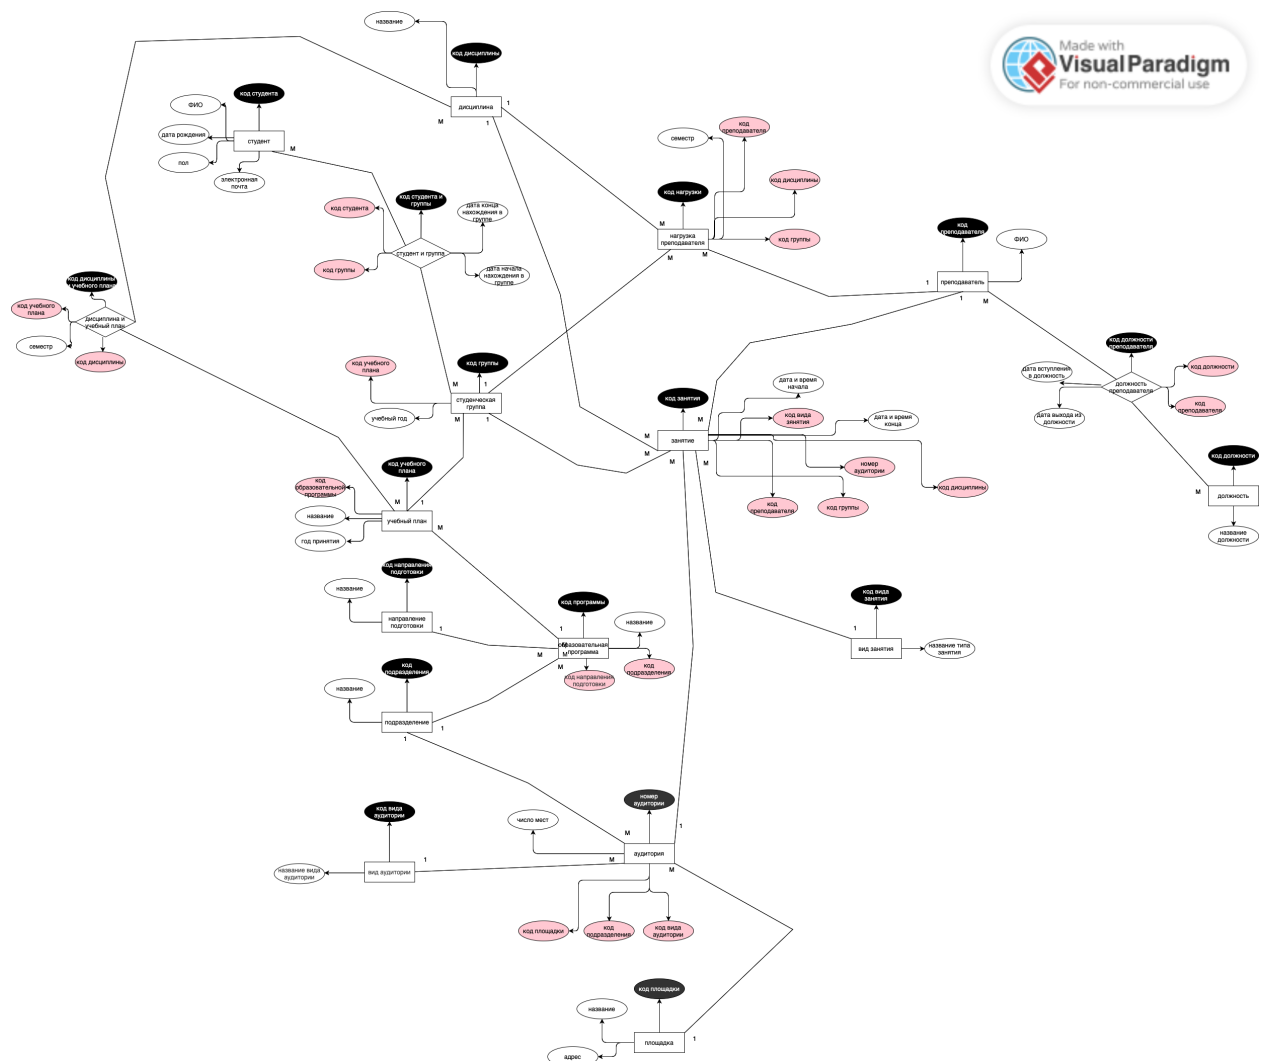 Made with
Visual Paradigm
For non-commercial use
название
код дисциплины
дисциплина
1
М
1
код студента
ФИО
дата рождения
студент
М
пол
электронная
почта
код
преподавателя
семестр
код нагрузки
код дисциплины
нагрузка
преподавателя
код группы
М
М
М
код студента и
группы
код студента
дата конца
нахождения в
группе
студент и группа
код группы
дата начала
нахождения в
группе
код
преподавателя
ФИО
преподаватель
1
1
М
код дисциплины
и учебный план
код учебного
плана
дисциплина и
учебный план
семестр
код дисциплины
код учебного
плана
код группы
М
1
студенческая
группа
учебный год
М
1
код должности
преподавателя
дата вступления
в должность
код должности
должность
преподавателя
дата выхода из
должности
код
преподавателя
код должности
М
должность
название
должности
дата и время
начала
код занятия
код вида
зянятия
дата и время
конца
М
М
занятие
М
М
М
номер
аудитории
код дисциплины
код
преподавателя
код группы
код учебного
плана
код
образовательной
программы
М
1
название
учебный план
М
год принятия
код направления
подготовки
название
направление
подготовки
1
код программы
название
1
образовательная
программа
М
М
М
М
код направления
подготовки
код
подразделения
код вида
занятия
1
вид занятия
название типа
занятия
код
подразделения
название
подразделение
1
1
номер
аудитории
код вида
аудитории
число мест
М
1
аудитория
1
М
М
название вида
аудитории
вид аудитории
код площадки
код
подразделения
код вида
аудитории
код площадки
название
площадка
1
адрес